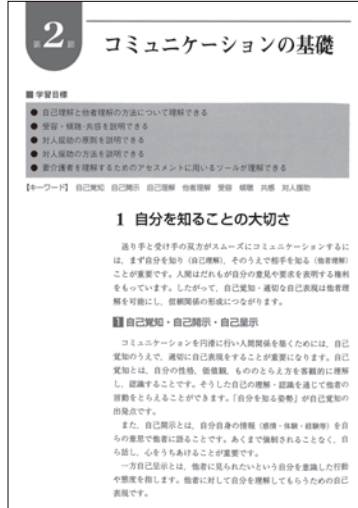 第2節
コミュニケーションの基礎
■ 学習目標
● 自己理解と他者理解の方法について理解できる
● 受容・傾聴・共感を説明できる
● 対人援助の原則を説明できる
● 対人援助の方法を説明できる
● 要介護者を理解するためのアセスメントに用いるツールが理解できる
【キーワード】 自己覚知 自己開示 自己理解 他者理解 受容 傾聴 共感 対人援助
1 自分を知ることの大切さ
送り手と受け手の双方がスムーズにコミュニケーションするに
は、まず自分を知り（自己理解）、そのうえで相手を知る（他者理解）
ことが重要です。人間はだれもが自分の意見や要求を表明する権利
をもっています。したがって、自己覚知・適切な自己表現は他者理
解を可能にし、信頼関係の形成につながります。
1 自己覚知・自己開示・自己呈示
コミュニケーションを円滑に行い人間関係を築くためには、自己
覚知のうえで、適切に自己表現をすることが重要になります。自己
覚知とは、自分の性格、価値観、もののとらえ方を客観的に理解
し、認識することです。そうした自己の理解・認識を通じて他者の
言動をとらえることができます。「自分を知る姿勢」が自己覚知の
出発点です。
また、自己開示とは、自分自身の情報（感情・体験・経験等）を自
らの意思で他者に語ることです。あくまで強制されることなく、自
ら話し、心をうちあけることが重要です。
一方自己呈示とは、他者に見られたいという自分を意識した行動
や態度を指します。他者に対して自分を理解してもらうための自己
表現です。